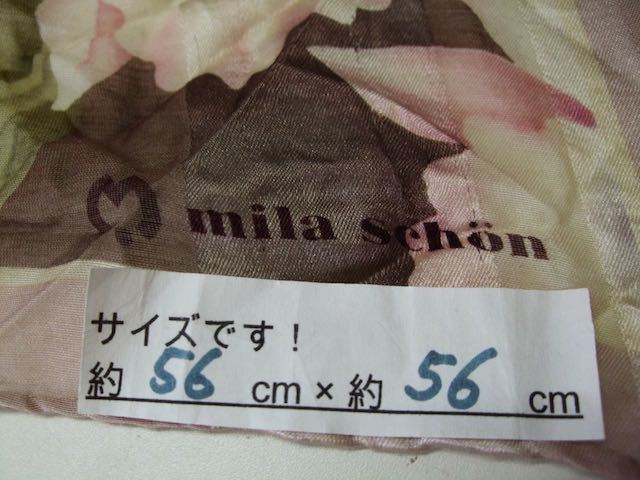 mila schön
サイズです！
約 56 cm × 約 56 cm